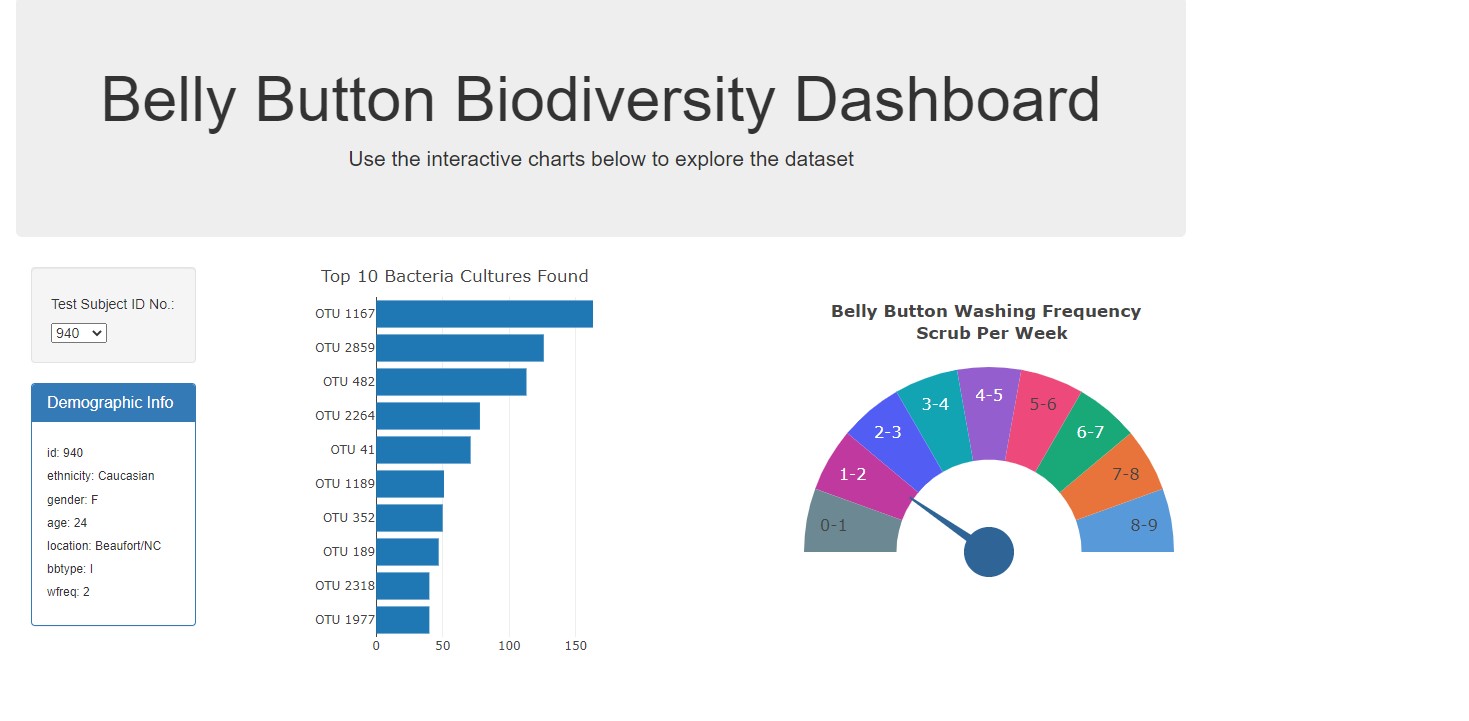 Belly Button Biodiversity Dashboard
Use the interactive charts below to explore the dataset
Test Subject ID No.:
940
Demographic Info
id: 940
ethnicity: Caucasian
gender: F
age: 24
location: Beaufort/NC
bbtype: I
wfreq: 2
Top 10 Bacteria Cultures Found
OTU 1167
OTU 2859
OTU 482
OTU 2264
OTU 41
OTU 1189
OTU 352
OTU 189
OTU 2318
OTU 1977
0 50 100 150
Belly Button Washing Frequency
Scrub Per Week
0-1
1-2
2-3
3-4
4-5
5-6
6-7
7-8
8-9